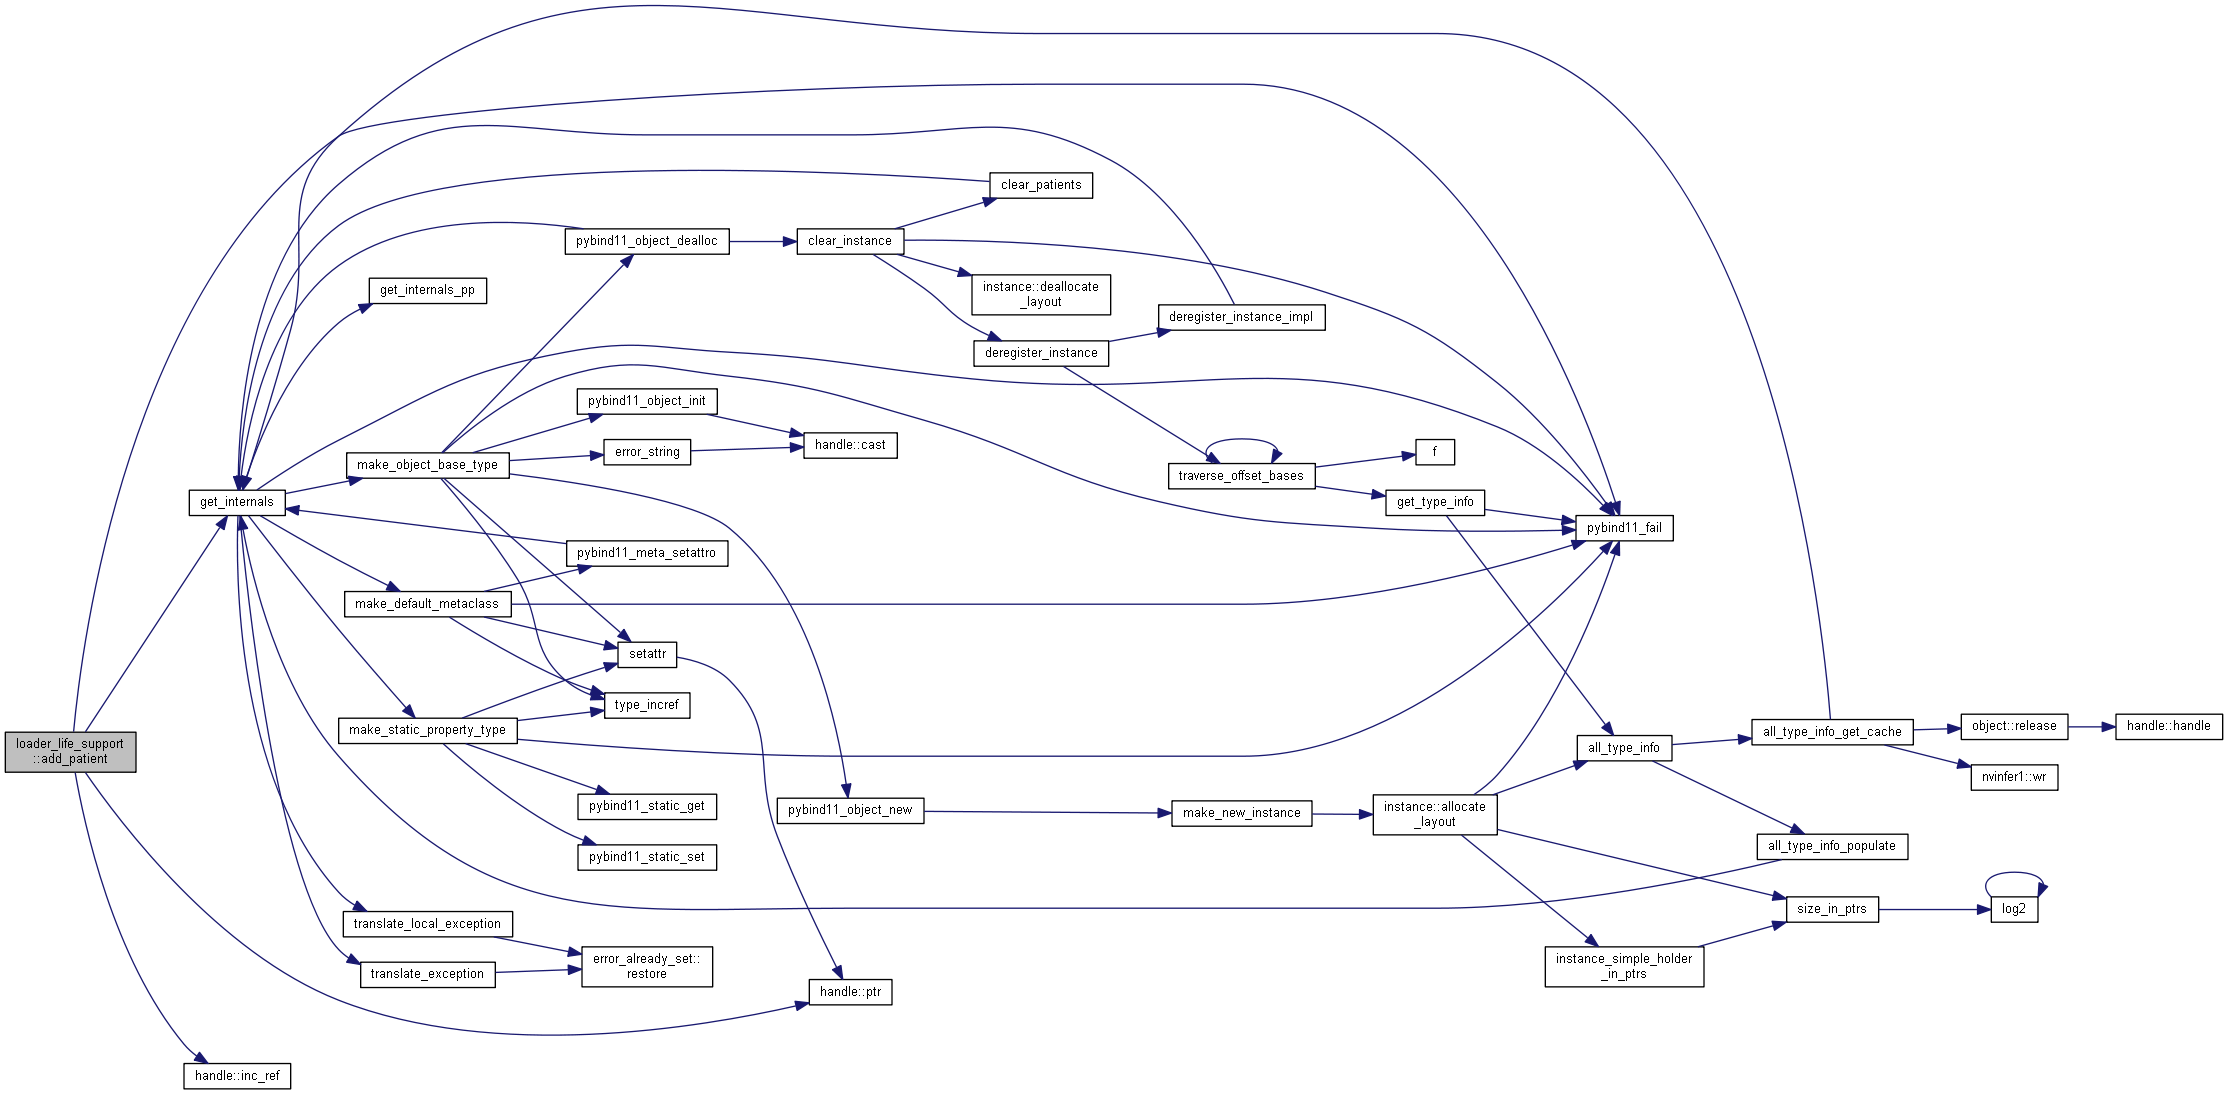 clear_patients
pybind11_object_dealloc
clear_instance
get_internals_pp
instance::deallocate
_layout
deregister_instance_impl
deregister_instance
pybind11_object_init
handle::cast
error_string
f
make_object_base_type
traverse_offset_bases
get_internals
get_type_info
pybind11_fail
pybind11_meta_setattro
make_default_metaclass
setattr
type_incref
make_static_property_type
all_type_info_get_cache
object::release
handle::handle
loader_life_support
::add_patient
all_type_info
nvinfer1::wr
pybind11_static_get
pybind11_object_new
make_new_instance
instance::allocate
_layout
all_type_info_populate
pybind11_static_set
size_in_ptrs
log2
translate_local_exception
error_already_set::
restore
instance_simple_holder
_in_ptrs
translate_exception
handle::ptr
handle::inc_ref